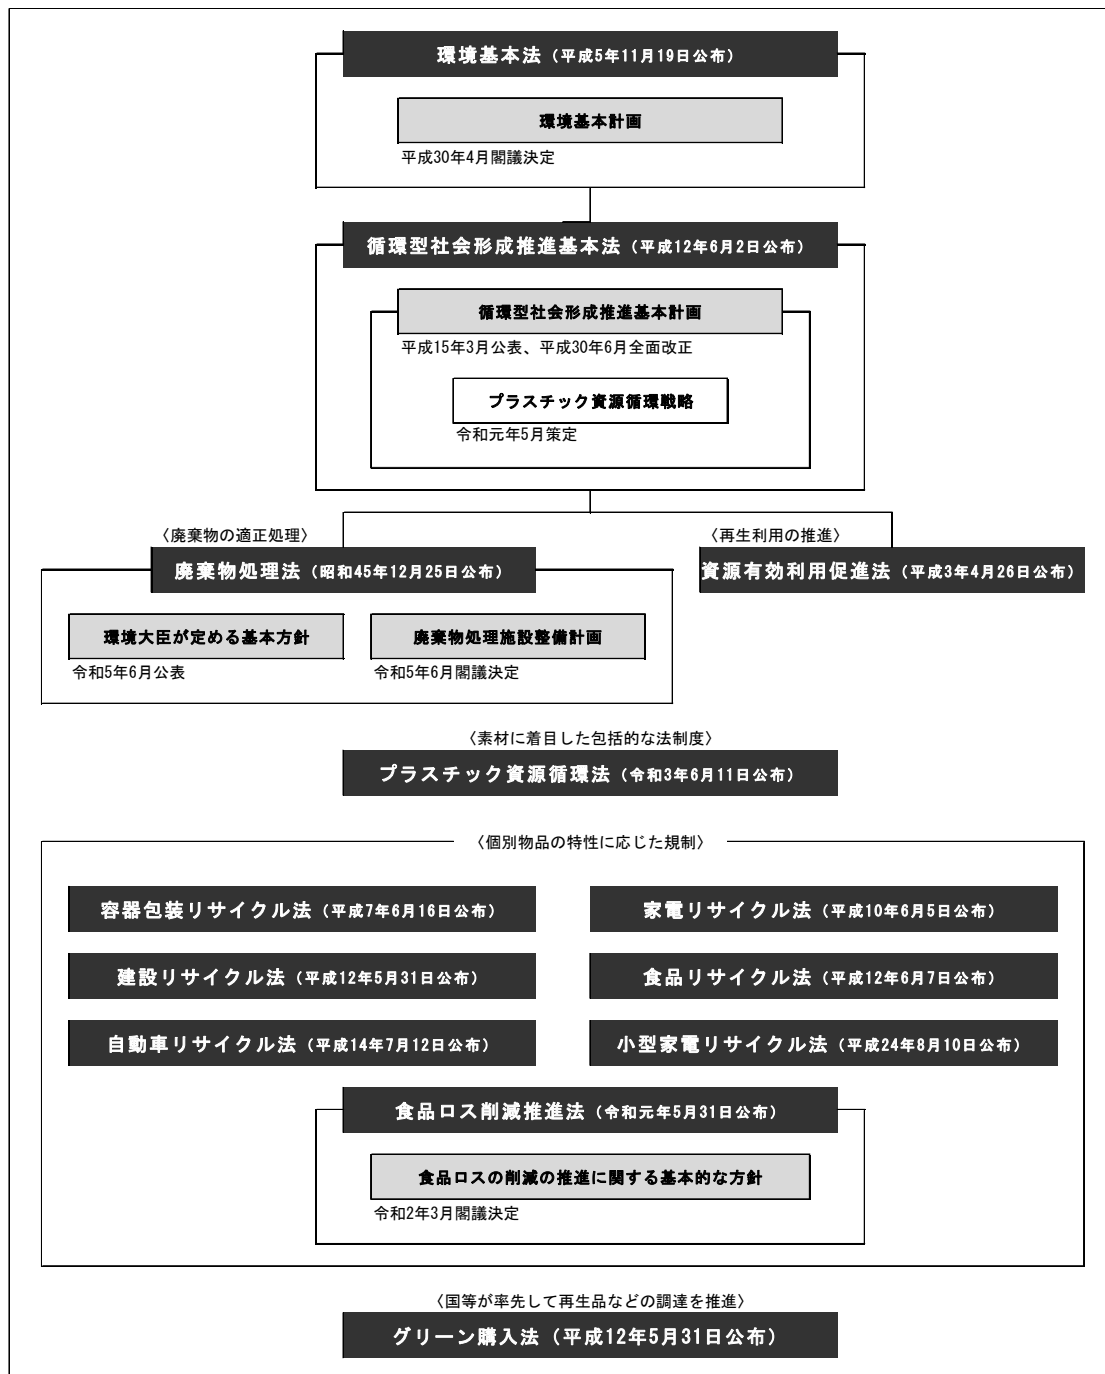 環境基本法（平成5年11月19日公布）
環境基本計画
平成30年4月閣議決定
循環型社会形成推進基本法（平成12年6月2日公布）
循環型社会形成推進基本計画
平成15年3月公表、平成30年6月全面改正
プラスチック資源循環戦略
令和元年5月策定
〈廃棄物の適正処理〉
〈再生利用の推進〉
廃棄物処理法（昭和45年12月25日公布）
資源有効利用促進法（平成3年4月26日公布）
環境大臣が定める基本方針
廃棄物処理施設整備計画
令和5年6月公表
令和5年6月閣議決定
〈素材に着目した包括的な法制度〉
プラスチック資源循環法（令和3年6月11日公布）
〈個別物品の特性に応じた規制〉
容器包装リサイクル法（平成7年6月16日公布）
家電リサイクル法（平成10年6月5日公布）
建設リサイクル法（平成12年5月31日公布）
食品リサイクル法（平成12年6月7日公布）
自動車リサイクル法（平成14年7月12日公布）
小型家電リサイクル法（平成24年8月10日公布）
食品ロス削減推進法（令和元年5月31日公布）
食品ロスの削減の推進に関する基本的な方針
令和2年3月閣議決定
〈国等が率先して再生品などの調達を推進〉
グリーン購入法（平成12年5月31日公布）